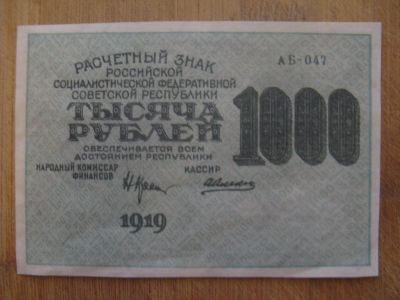 РАСЧЕТНЫЙ ЗНАК
РОССИЙСКОЙ
СОЦИАЛИСТИЧЕСКОЙ ФЕДЕРАТИВНОЙ
СОВЕТСКОЙ РЕСПУБЛИКИ
ТЫСЯЧА
РУБЛЕЙ
ОБЕСПЕЧИВАЕТСЯ ВСЕМ
ДОСТОЯНИЕМ РЕСПУБЛИКИ
НАРОДНЫЙ КОМИССАР
ФИНАНСОВ
КАССИР
1919
АБ-047
1000